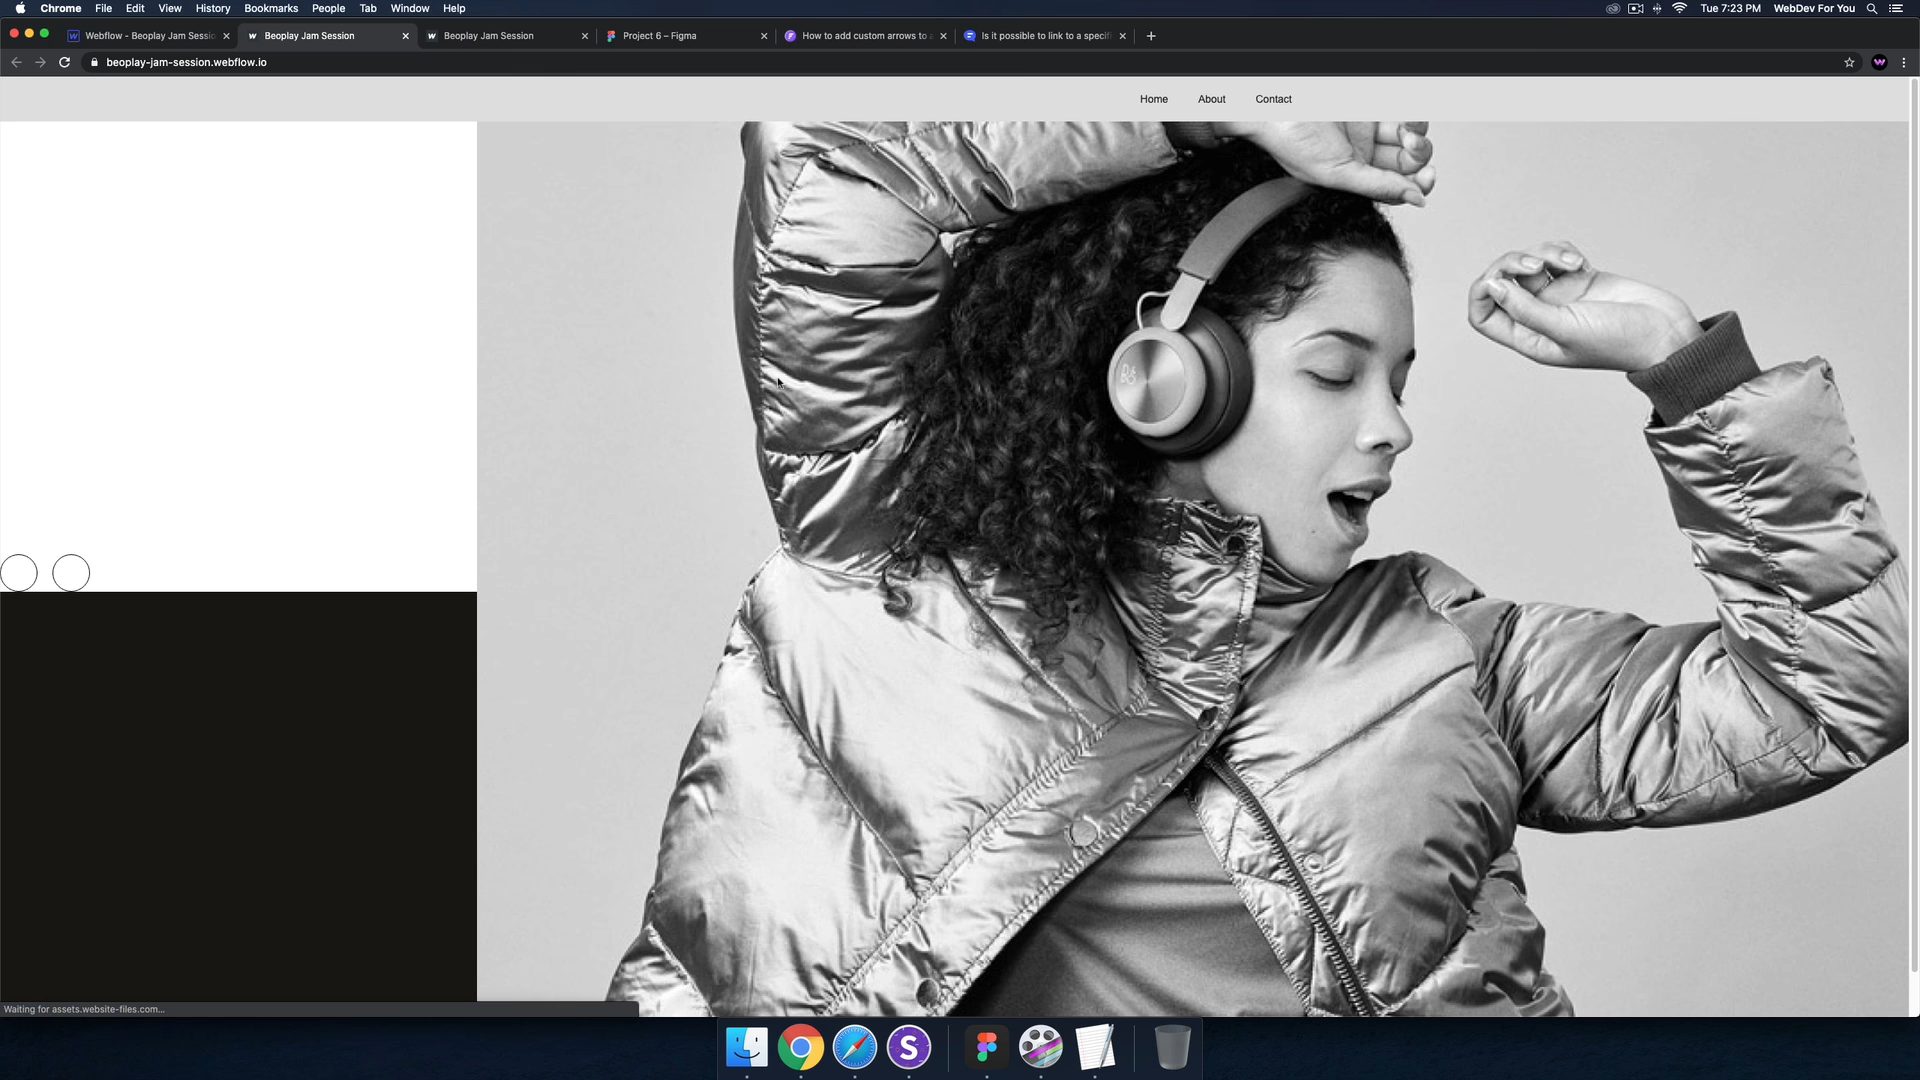 Chrome File Edit View History Bookmarks People Tab Window Help
Tue 7:23 PM WebDev For You
Webflow - Beoplay Jam Sessi
Beoplay Jam Session
Beoplay Jam Session
Project 6 – Figma
How to add custom arrows to a
Is it possible to link to a specifi
beoplay-jam-session.webflow.io
Home About Contact
Waiting for assets.website-files.com...